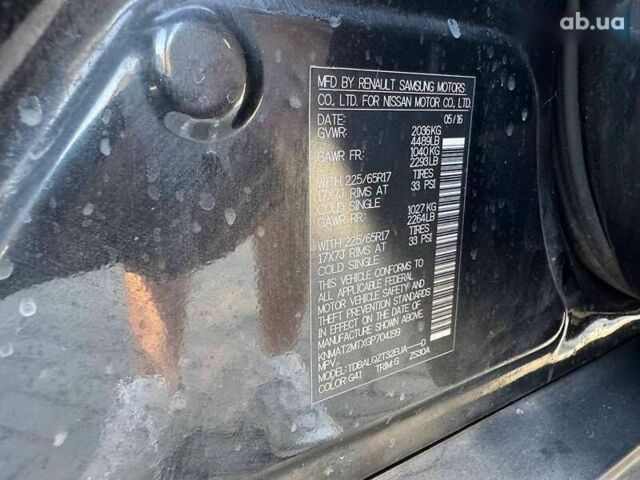 ab.ua
MFD BY RENAULT SAMSUNG MOTORS
CO., LTD. FOR NISSAN MOTOR CO., LTD.
DATE: 05/16
GVWR: 2036KG
4489LB
GAWR FR: 1040KG
2293LB
WITH 225/65R17 TIRES
17X7J RIMS AT 33 PSI
COLD SINGLE
GAWR RR: 1027KG
2264LB
WITH 225/65R17 TIRES
17X7J RIMS AT 33 PSI
COLD SINGLE
THIS VEHICLE CONFORMS TO
ALL APPLICABLE FEDERAL
MOTOR VEHICLE SAFETY AND
THEFT PREVENTION STANDARDS
IN EFFECT ON THE DATE OF
MANUFACTURE SHOWN ABOVE.
KNMAT2MTXGP704199
MPV
MODEL:TDBALQZT32EUA----D
COLOR:G41 TRIM:G ZS30A